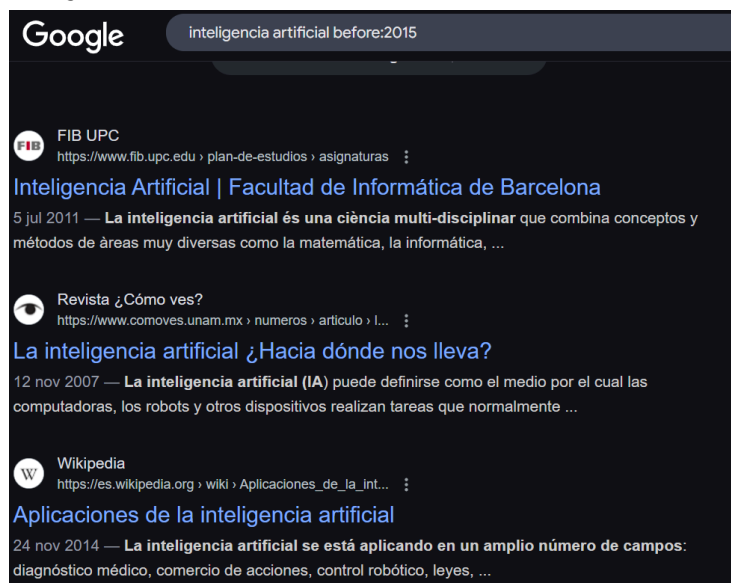 Google
inteligencia artificial before:2015
FIB
FIB UPC
https://www.fib.upc.edu › plan-de-estudios › asignaturas
Inteligencia Artificial | Facultad de Informática de Barcelona
5 jul 2011 — La inteligencia artificial és una ciència multi-disciplinar que combina conceptos y
métodos de àreas muy diversas como la matemática, la informática, ...
Revista ¿Cómo ves?
https://www.comoves.unam.mx › numeros › articulo › l...
La inteligencia artificial ¿Hacia dónde nos lleva?
12 nov 2007 — La inteligencia artificial (IA) puede definirse como el medio por el cual las
computadoras, los robots y otros dispositivos realizan tareas que normalmente ...
W
Wikipedia
https://es.wikipedia.org › wiki › Aplicaciones_de_la_int...
Aplicaciones de la inteligencia artificial
24 nov 2014 — La inteligencia artificial se está aplicando en un amplio número de campos:
diagnóstico médico, comercio de acciones, control robótico, leyes, ...